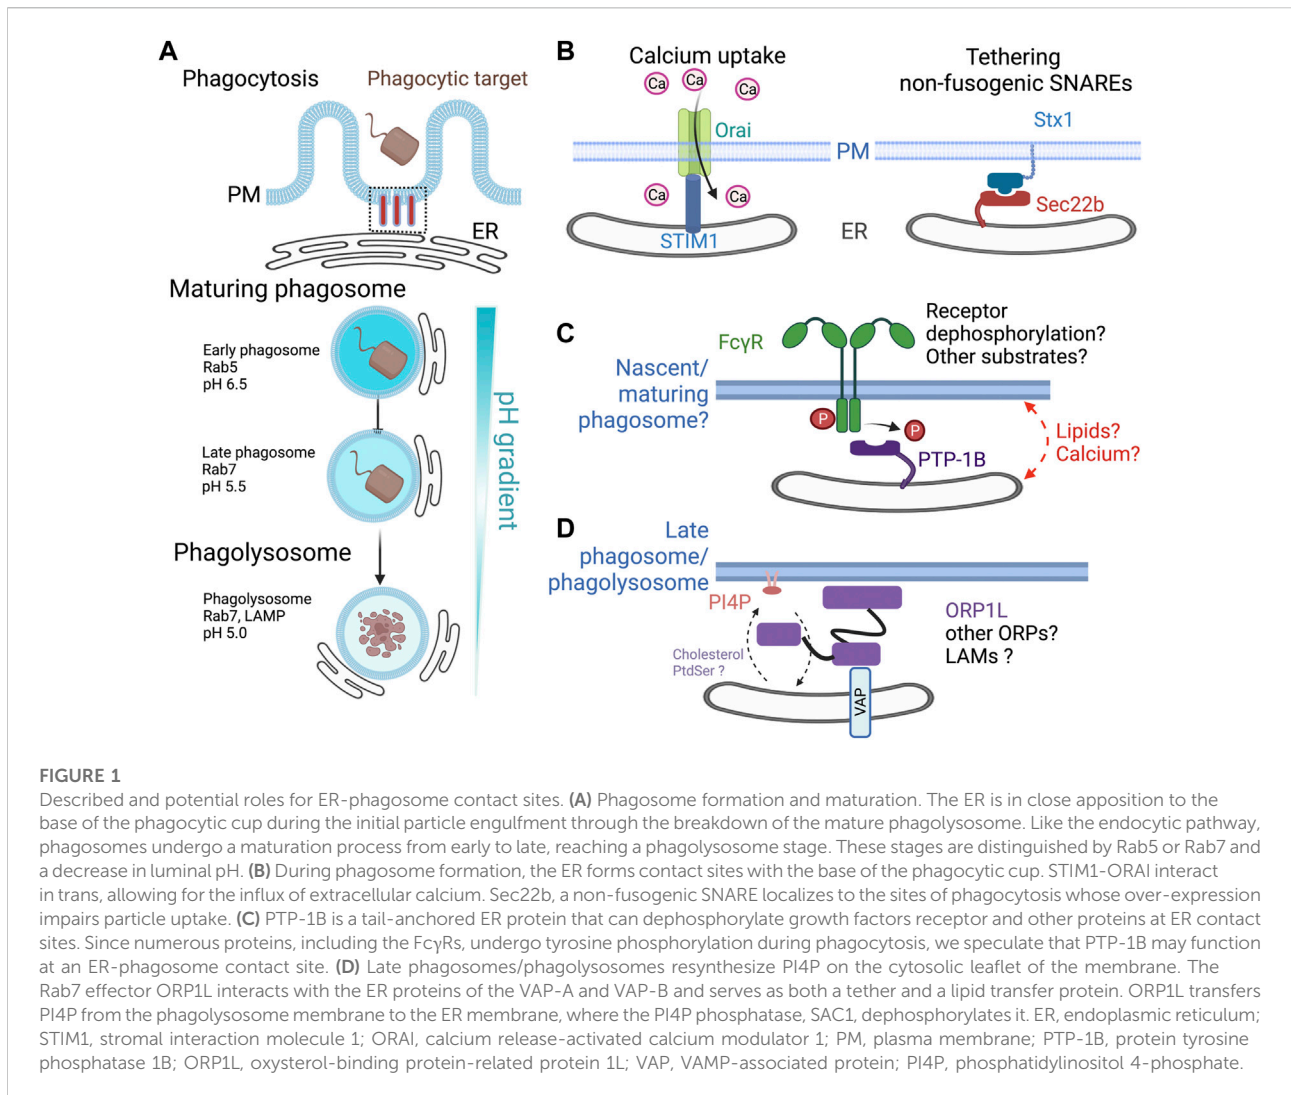 A
Phagocytosis
Phagocytic target
PM
ER
Maturing phagosome
Early phagosome
Rab5
pH 6.5
Late phagosome
Rab7
pH 5.5
Phagolysosome
Phagolysosome
Rab7, LAMP
pH 5.0
pH gradient
B
Calcium uptake
Ca
Ca
Ca
Orai
Ca
Ca
STIM1
PM
ER
Tethering
non-fusogenic SNAREs
Stx1
Sec22b
C
FcγR
Receptor
dephosphorylation?
Other substrates?
Nascent/
maturing
phagosome?
P
P
PTP-1B
Lipids?
Calcium?
D
Late
phagosome/
phagolysosome
PI4P
Cholesterol
PtdSer ?
ORP1L
other ORPs?
LAMs ?
VAP
FIGURE 1
Described and potential roles for ER-phagosome contact sites. (A) Phagosome formation and maturation. The ER is in close apposition to the
base of the phagocytic cup during the initial particle engulfment through the breakdown of the mature phagolysosome. Like the endocytic pathway,
phagosomes undergo a maturation process from early to late, reaching a phagolysosome stage. These stages are distinguished by Rab5 or Rab7 and
a decrease in luminal pH. (B) During phagosome formation, the ER forms contact sites with the base of the phagocytic cup. STIM1-ORAI interact
in trans, allowing for the influx of extracellular calcium. Sec22b, a non-fusogenic SNARE localizes to the sites of phagocytosis whose over-expression
impairs particle uptake. (C) PTP-1B is a tail-anchored ER protein that can dephosphorylate growth factors receptor and other proteins at ER contact
sites. Since numerous proteins, including the FcγRs, undergo tyrosine phosphorylation during phagocytosis, we speculate that PTP-1B may function
at an ER-phagosome contact site. (D) Late phagosomes/phagolysosomes resynthesize PI4P on the cytosolic leaflet of the membrane. The
Rab7 effector ORP1L interacts with the ER proteins of the VAP-A and VAP-B and serves as both a tether and a lipid transfer protein. ORP1L transfers
PI4P from the phagolysosome membrane to the ER membrane, where the PI4P phosphatase, SAC1, dephosphorylates it. ER, endoplasmic reticulum;
STIM1, stromal interaction molecule 1; ORAI, calcium release-activated calcium modulator 1; PM, plasma membrane; PTP-1B, protein tyrosine
phosphatase 1B; ORP1L, oxysterol-binding protein-related protein 1L; VAP, VAMP-associated protein; PI4P, phosphatidylinositol 4-phosphate.